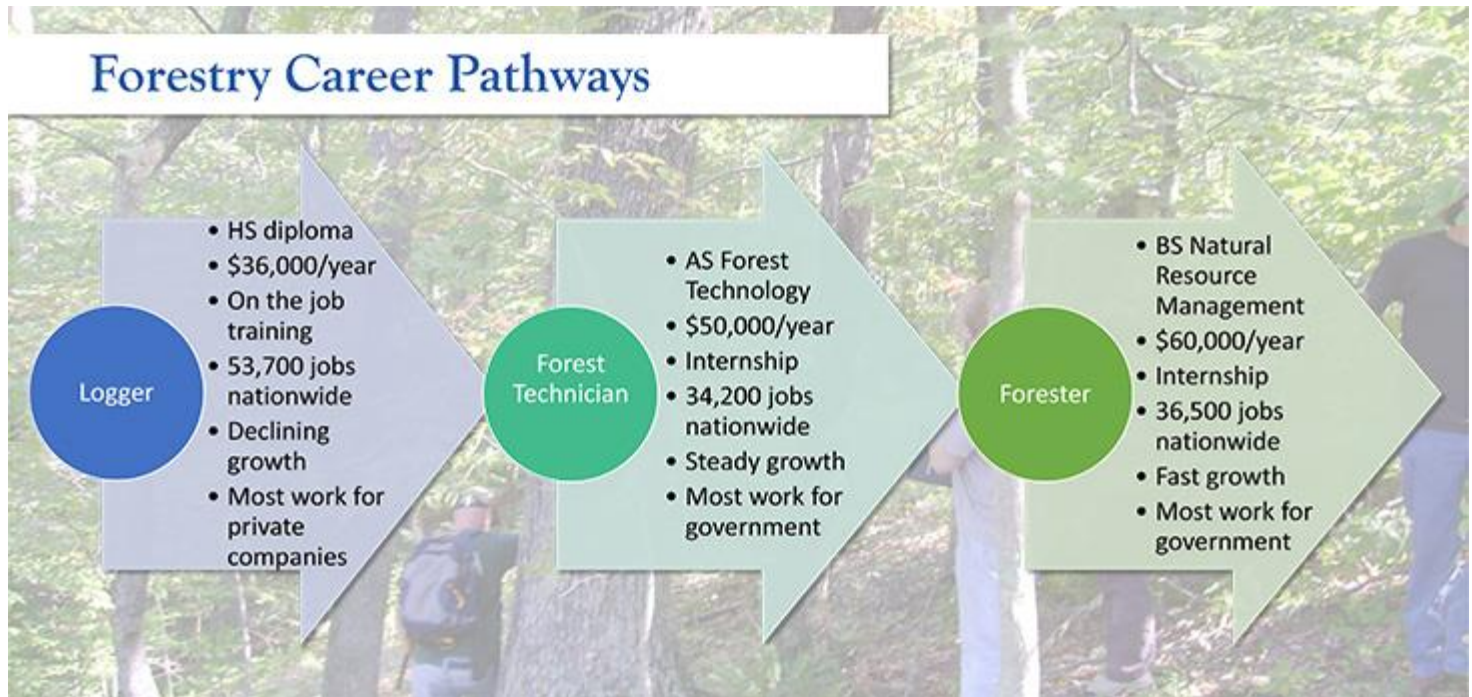 Forestry Career Pathways
Logger
• HS diploma
• $36,000/year
• On the job
training
• 53,700 jobs
nationwide
• Declining
growth
• Most work for
private
companies
Forest
Technician
• AS Forest
Technology
• $50,000/year
• Internship
• 34,200 jobs
nationwide
• Steady growth
• Most work for
government
Forester
• BS Natural
Resource
Management
• $60,000/year
• Internship
• 36,500 jobs
nationwide
• Fast growth
• Most work for
government